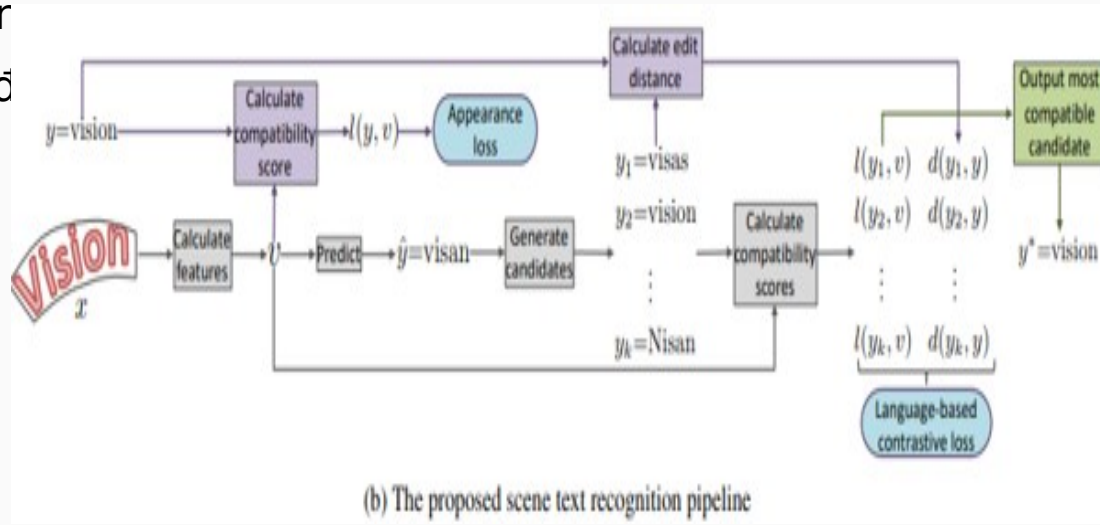 Calculate edit
distance
Output most
compatible
candidate
Calculate
compatibility
score
Appearance
loss
y=vision
l(y, v)
y₁=visas
l(y₁, v) d(y₁, y)
y₂=vision
l(y₂, v) d(y₂, y)
Vision
x
Calculate
features
v
Predict
ŷ=visan
Generate
candidates
Calculate
compatibility
scores
y*=vision
⋮
⋮ ⋮
yₖ=Nisan
l(yₖ, v) d(yₖ, y)
Language-based
contrastive loss
(b) The proposed scene text recognition pipeline